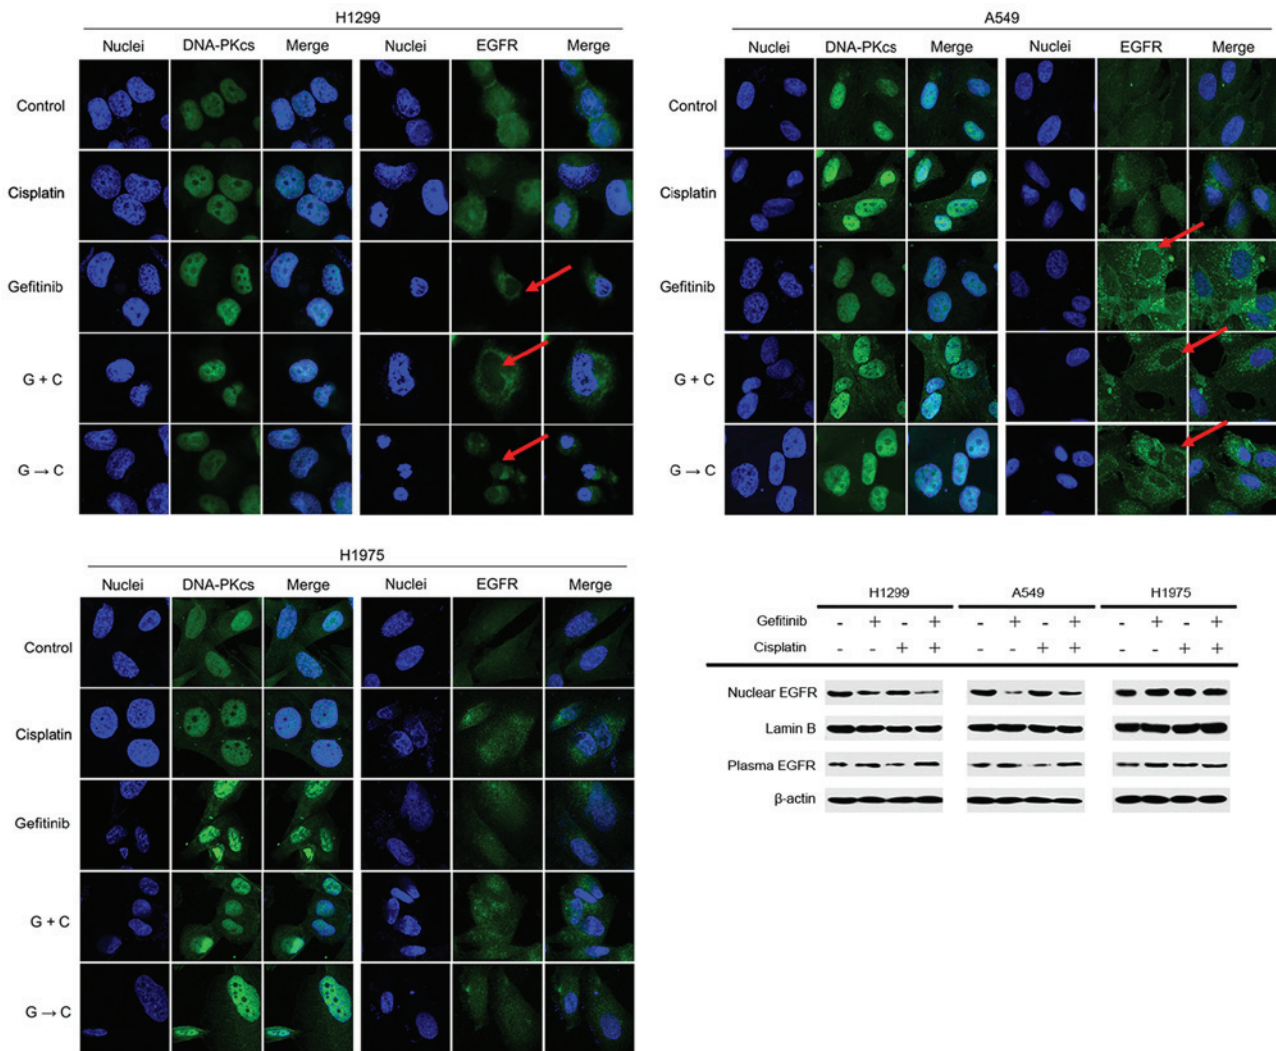 H1299
Nuclei DNA-PKcs Merge Nuclei EGFR Merge
Control
Cisplatin
Gefitinib
G + C
G → C
A549
Nuclei DNA-PKcs Merge Nuclei EGFR Merge
Control
Cisplatin
Gefitinib
G + C
G → C
H1975
Nuclei DNA-PKcs Merge Nuclei EGFR Merge
Control
Cisplatin
Gefitinib
G + C
G → C
H1299 A549 H1975
Gefitinib - + - + - + - + - + - +
Cisplatin - - + + - - + + - - + +
Nuclear EGFR
Lamin B
Plasma EGFR
β-actin